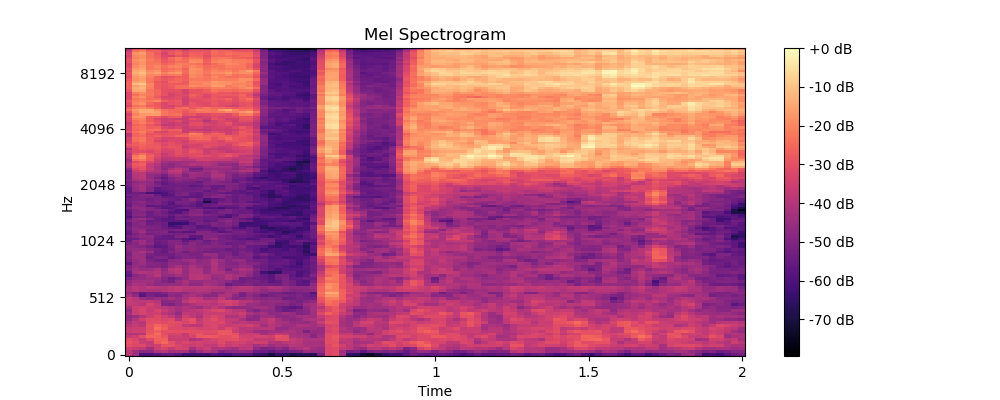 Mel Spectrogram
Hz
8192
4096
2048
1024
512
0
0 0.5 1 1.5 2
Time
+0 dB
-10 dB
-20 dB
-30 dB
-40 dB
-50 dB
-60 dB
-70 dB